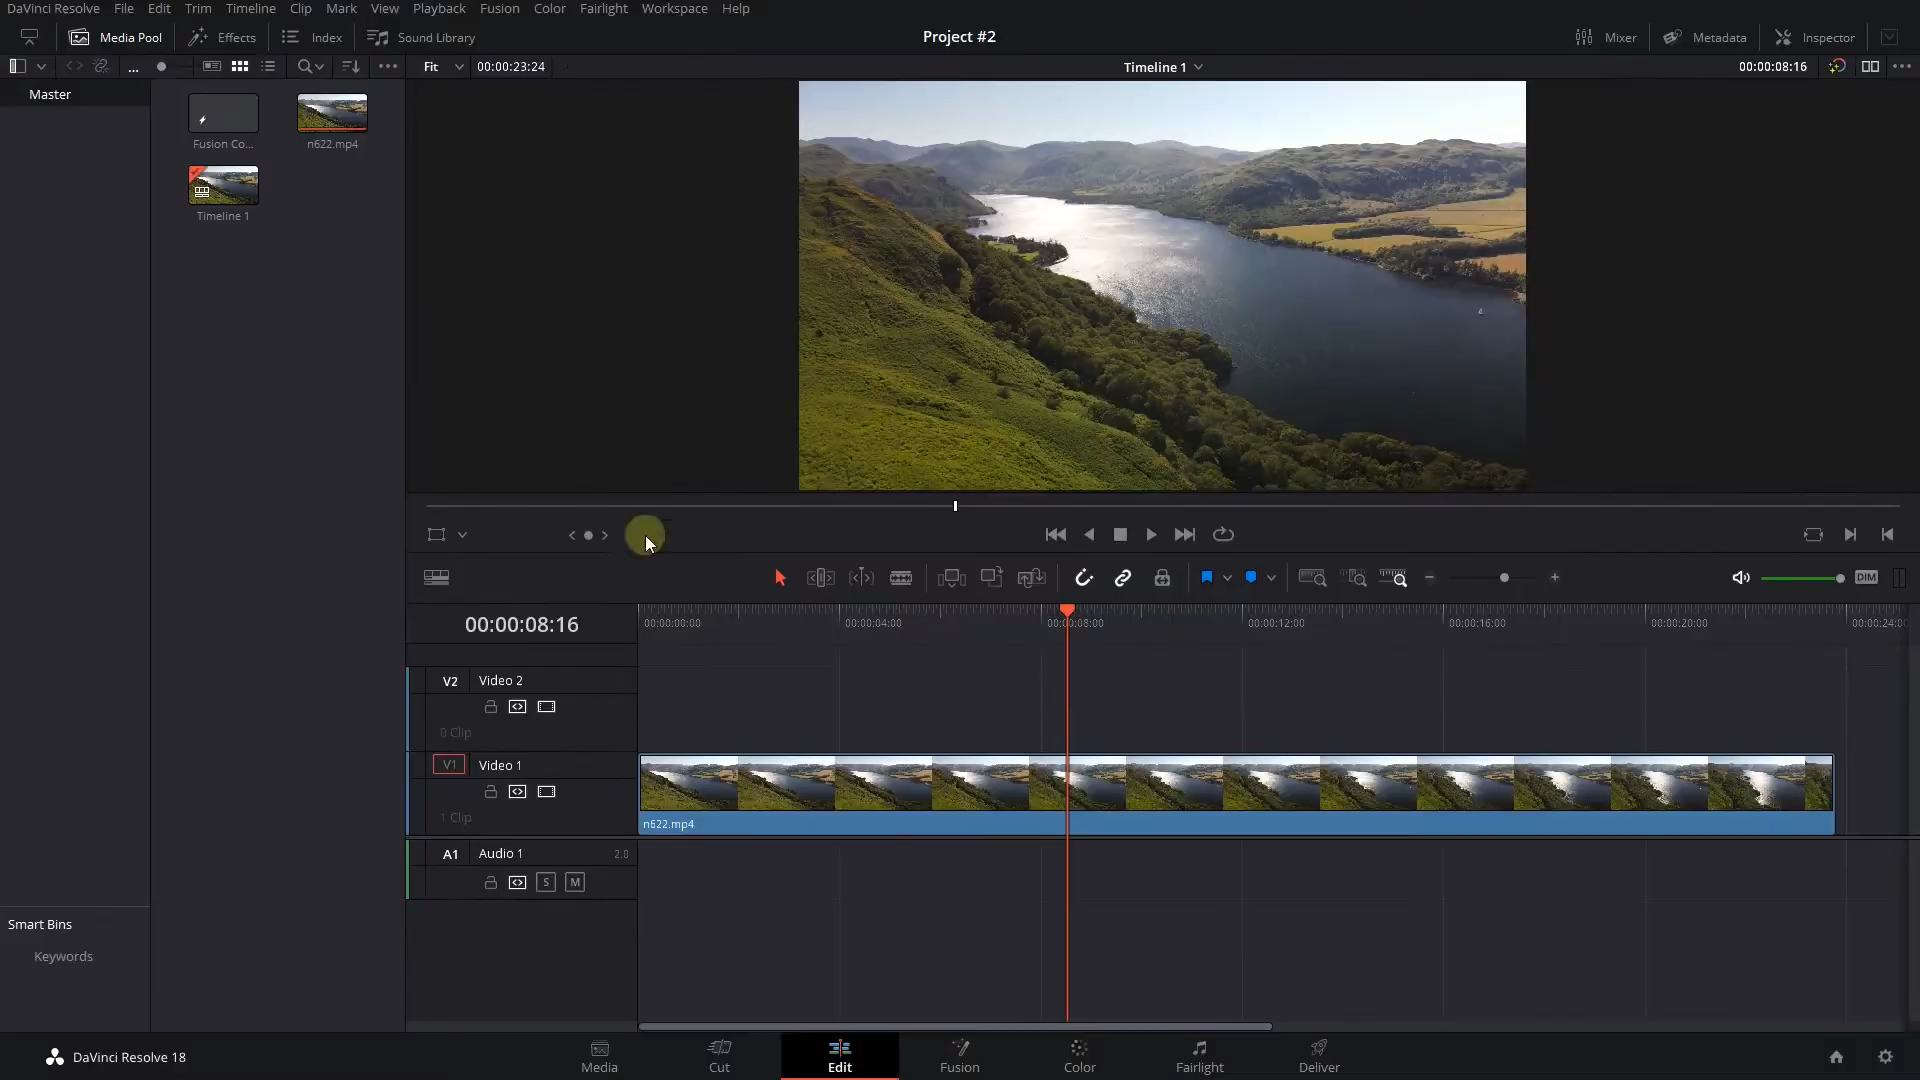 DaVinci Resolve File Edit Trim Timeline Clip Mark View Playback Fusion Color Fairlight Workspace Help
Media Pool Effects Index Sound Library Project #2 Mixer Metadata Inspector
... Fit 00:00:23:24 Timeline 1 00:00:08:16
Master
Fusion Co... n622.mp4
Timeline 1
DIM
00:00:08:16 00:00:00:00 00:00:04:00 00:00:08:00 00:00:12:00 00:00:16:00 00:00:20:00 00:00:24:00
V2 Video 2
0 Clip
V1 Video 1
1 Clip
n622.mp4
A1 Audio 1 2.0
S M
Smart Bins
Keywords
DaVinci Resolve 18 Media Cut Edit Fusion Color Fairlight Deliver